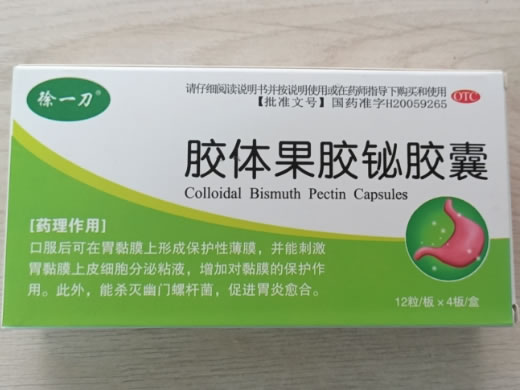 徐一刀®
请仔细阅读说明书并按说明使用或在药师指导下购买和使用
【批准文号】国药准字H20059265
OTC
胶体果胶铋胶囊
Colloidal Bismuth Pectin Capsules
[药理作用]
口服后可在胃黏膜上形成保护性薄膜，并能刺激
胃黏膜上皮细胞分泌粘液，增加对黏膜的保护作
用。此外，能杀灭幽门螺杆菌，促进胃炎愈合。
12粒/板×4板/盒